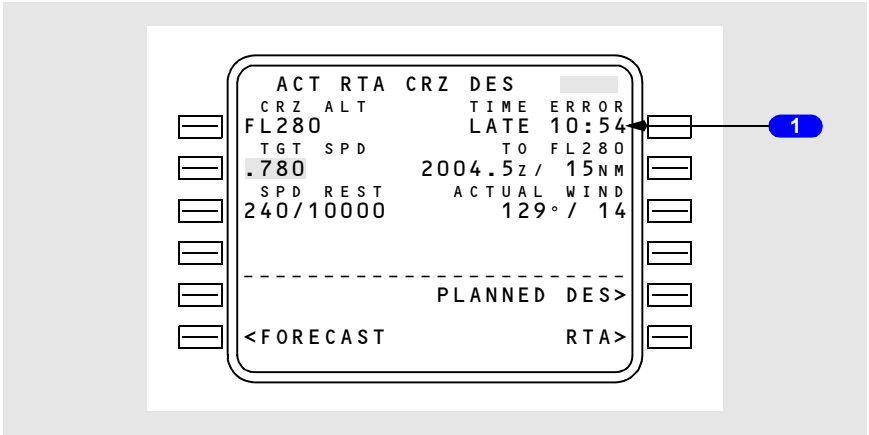 ACT RTA CRZ DES
CRZ ALT TIME ERROR
FL280 LATE 10:54
1
TGT SPD TO FL280
.780 2004.5Z/ 15NM
SPD REST ACTUAL WIND
240/10000 129°/ 14
------------------------
PLANNED DES>
<FORECAST RTA>